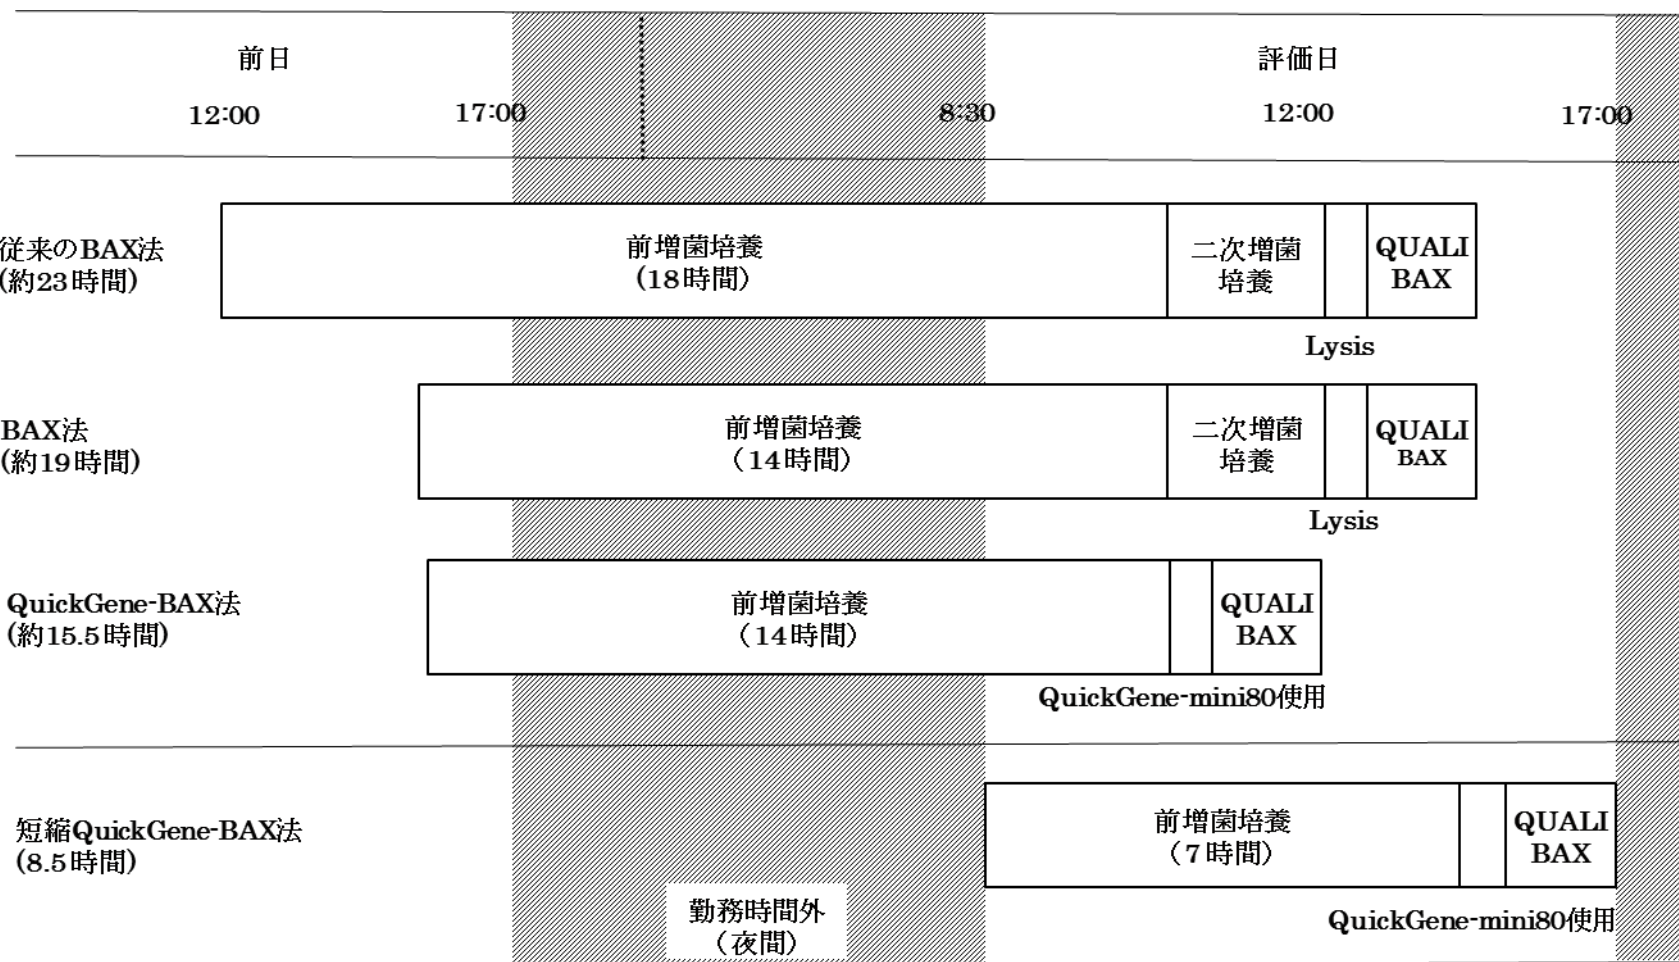 前日
評価日
12:00
17:00
8:30
12:00
17:00
従来のBAX法
(約23時間)
前増菌培養
(18時間)
二次増菌
培養
QUALI
BAX
Lysis
BAX法
(約19時間)
前増菌培養
(14時間)
二次増菌
培養
QUALI
BAX
Lysis
QuickGene-BAX法
(約15.5時間)
前増菌培養
(14時間)
QUALI
BAX
QuickGene-mini80使用
短縮QuickGene-BAX法
(8.5時間)
前増菌培養
(7時間)
QUALI
BAX
QuickGene-mini80使用
勤務時間外
(夜間)